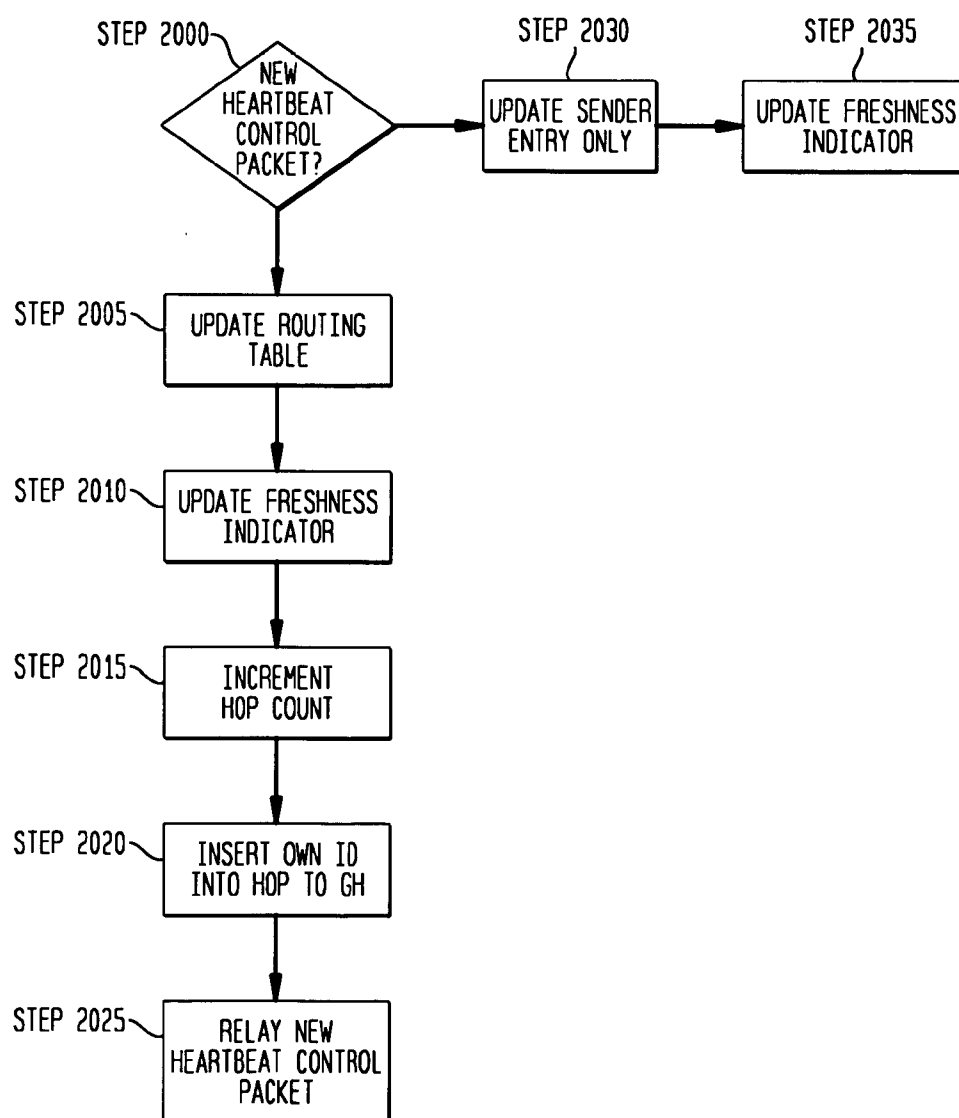 STEP 2000
NEW
HEARTBEAT
CONTROL
PACKET?
STEP 2030
UPDATE SENDER
ENTRY ONLY
STEP 2035
UPDATE FRESHNESS
INDICATOR
STEP 2005
UPDATE ROUTING
TABLE
STEP 2010
UPDATE FRESHNESS
INDICATOR
STEP 2015
INCREMENT
HOP COUNT
STEP 2020
INSERT OWN ID
INTO HOP TO GH
STEP 2025
RELAY NEW
HEARTBEAT CONTROL
PACKET